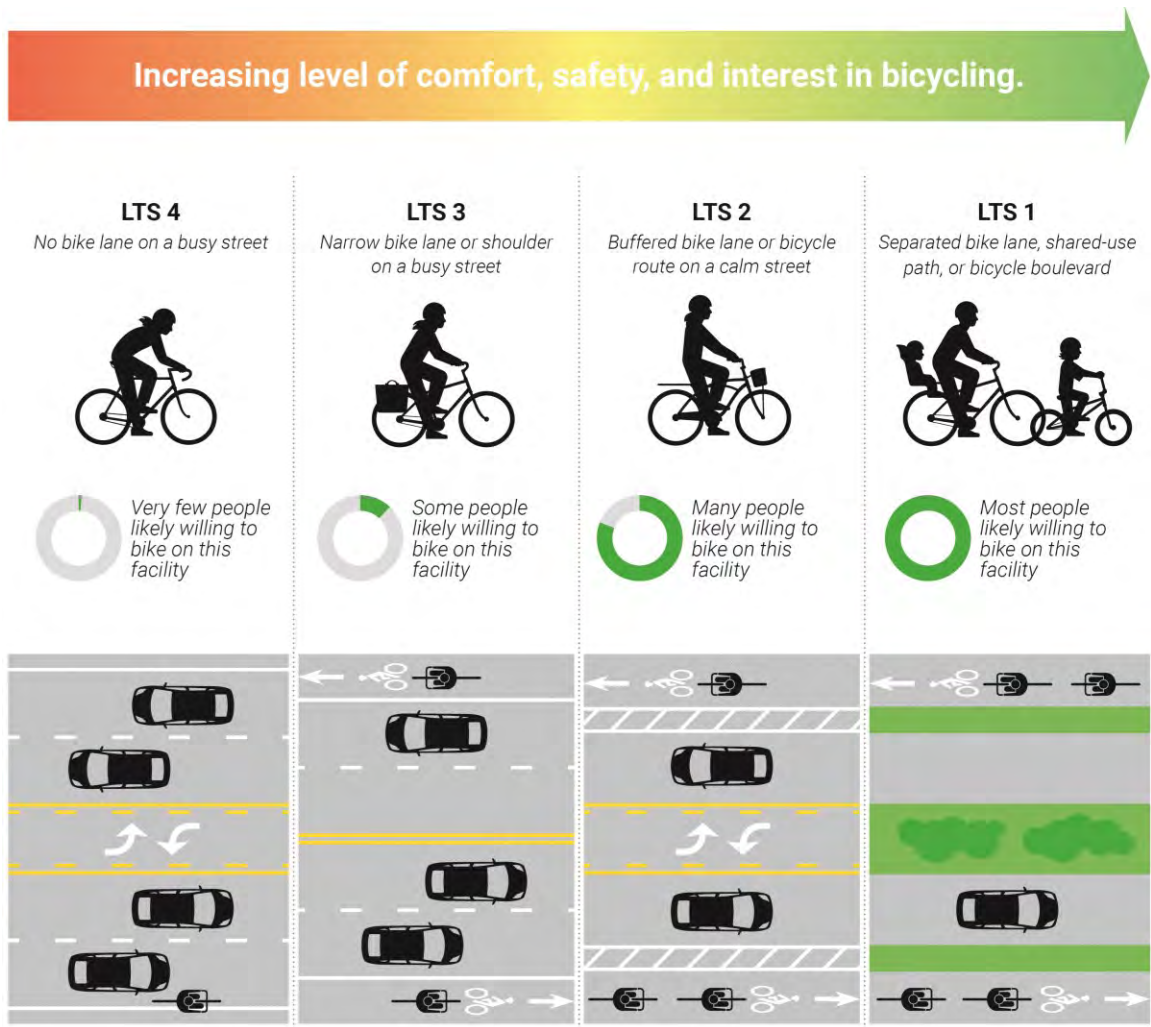 Increasing level of comfort, safety, and interest in bicycling.
LTS 4
No bike lane on a busy street
Very few people
likely willing to
bike on this
facility
LTS 3
Narrow bike lane or shoulder
on a busy street
Some people
likely willing to
bike on this
facility
LTS 2
Buffered bike lane or bicycle
route on a calm street
Many people
likely willing to
bike on this
facility
LTS 1
Separated bike lane, shared-use
path, or bicycle boulevard
Most people
likely willing to
bike on this
facility